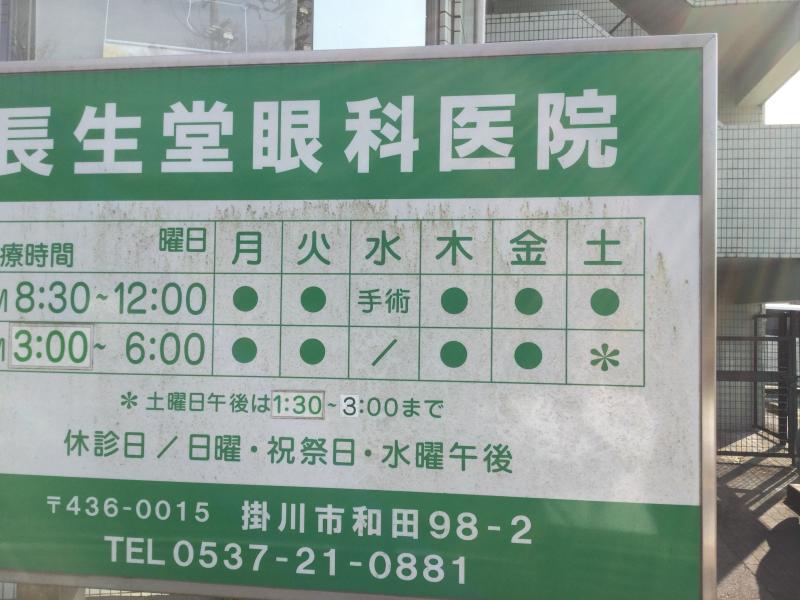 長生堂眼科医院
療時間 曜日 月 火 水 木 金 土
M 8:30~12:00 ● ● 手術 ● ● ●
M 3:00~ 6:00 ● ● / ● ● *
* 土曜日午後は1:30~3:00まで
休診日/日曜・祝祭日・水曜午後
〒436-0015 掛川市和田98-2
TEL 0537-21-0881